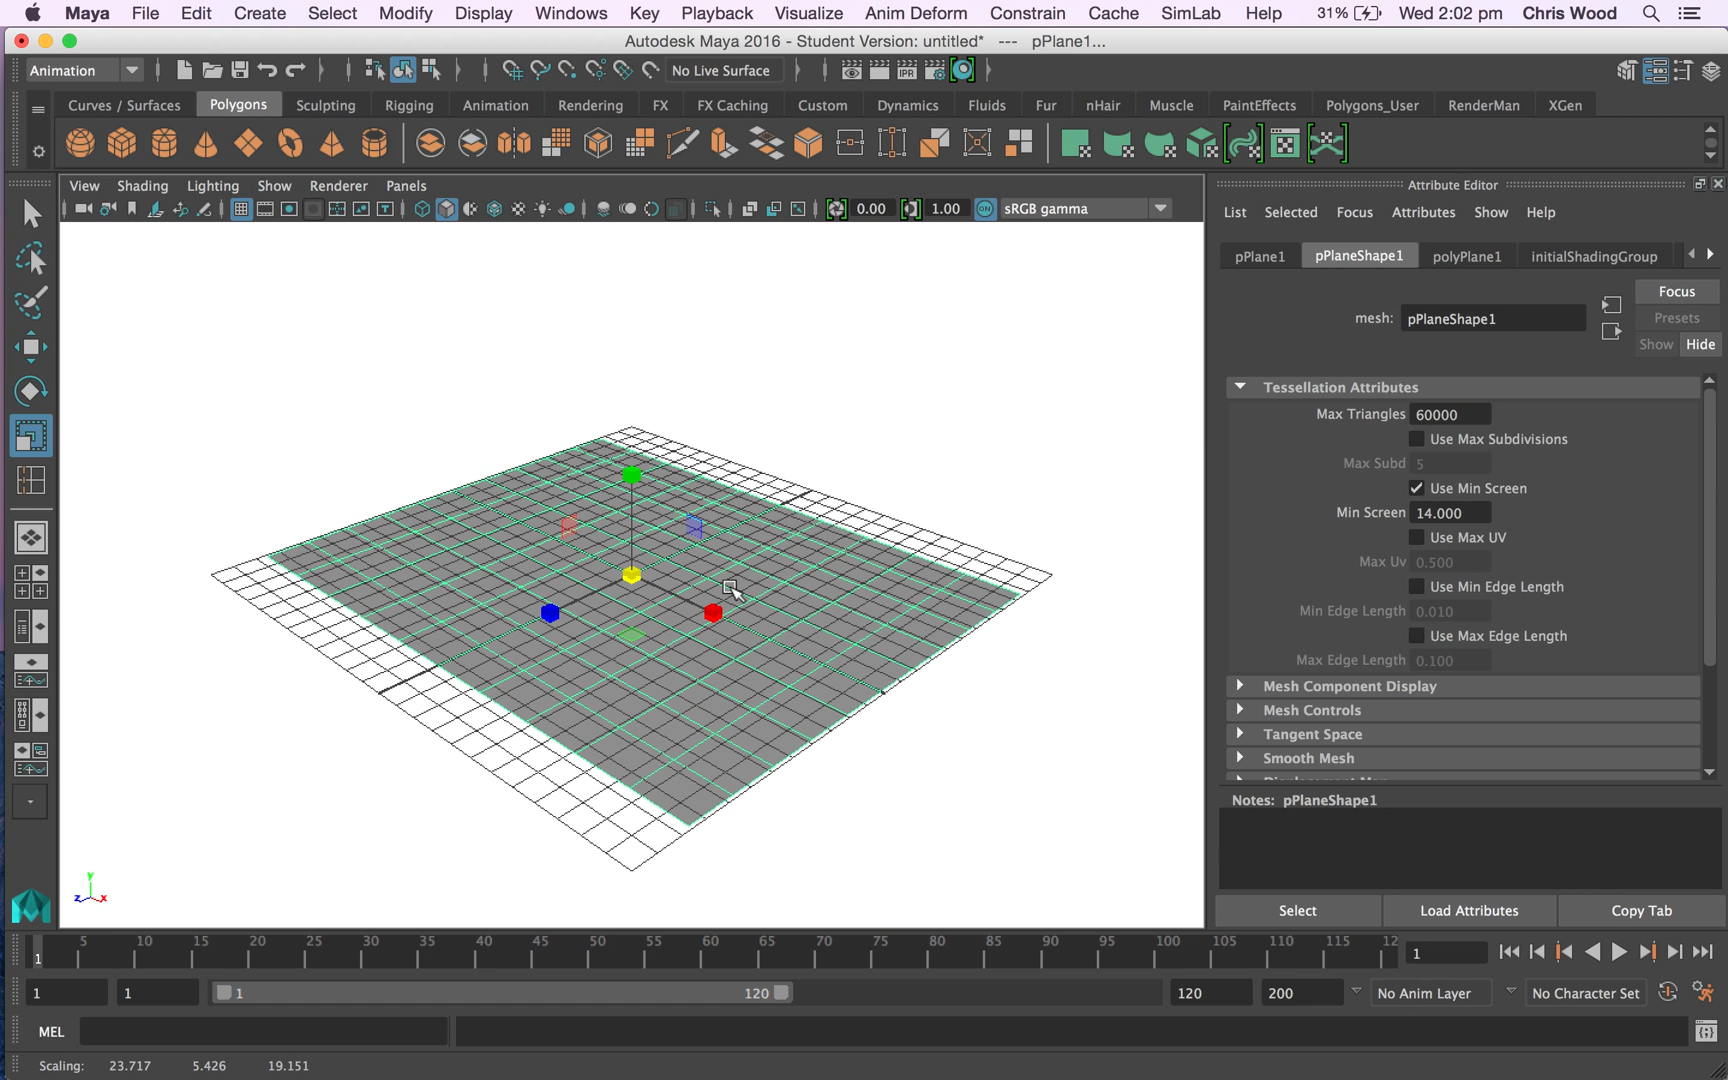 Maya File Edit Create Select Modify Display Windows Key Playback Visualize Anim Deform Constrain Cache SimLab Help 31% Wed 2:02 pm Chris Wood
Autodesk Maya 2016 - Student Version: untitled* --- pPlane1...
Animation No Live Surface IPR
Curves / Surfaces Polygons Sculpting Rigging Animation Rendering FX FX Caching Custom Dynamics Fluids Fur nHair Muscle PaintEffects Polygons_User RenderMan XGen
View Shading Lighting Show Renderer Panels
0.00 1.00 ON sRGB gamma
Attribute Editor
List Selected Focus Attributes Show Help
pPlane1 pPlaneShape1 polyPlane1 initialShadingGroup
Focus
mesh: pPlaneShape1
Presets
Show Hide
Tessellation Attributes
Max Triangles 60000
Use Max Subdivisions
Max Subd 5
Use Min Screen
Min Screen 14.000
Use Max UV
Max Uv 0.500
Use Min Edge Length
Min Edge Length 0.010
Use Max Edge Length
Max Edge Length 0.100
Mesh Component Display
Mesh Controls
Tangent Space
Smooth Mesh
Notes: pPlaneShape1
Select Load Attributes Copy Tab
y
z x
5 10 15 20 25 30 35 40 45 50 55 60 65 70 75 80 85 90 95 100 105 110 115 12
1 1
1 1 1 120 120 200 No Anim Layer No Character Set
MEL
Scaling: 23.717 5.426 19.151